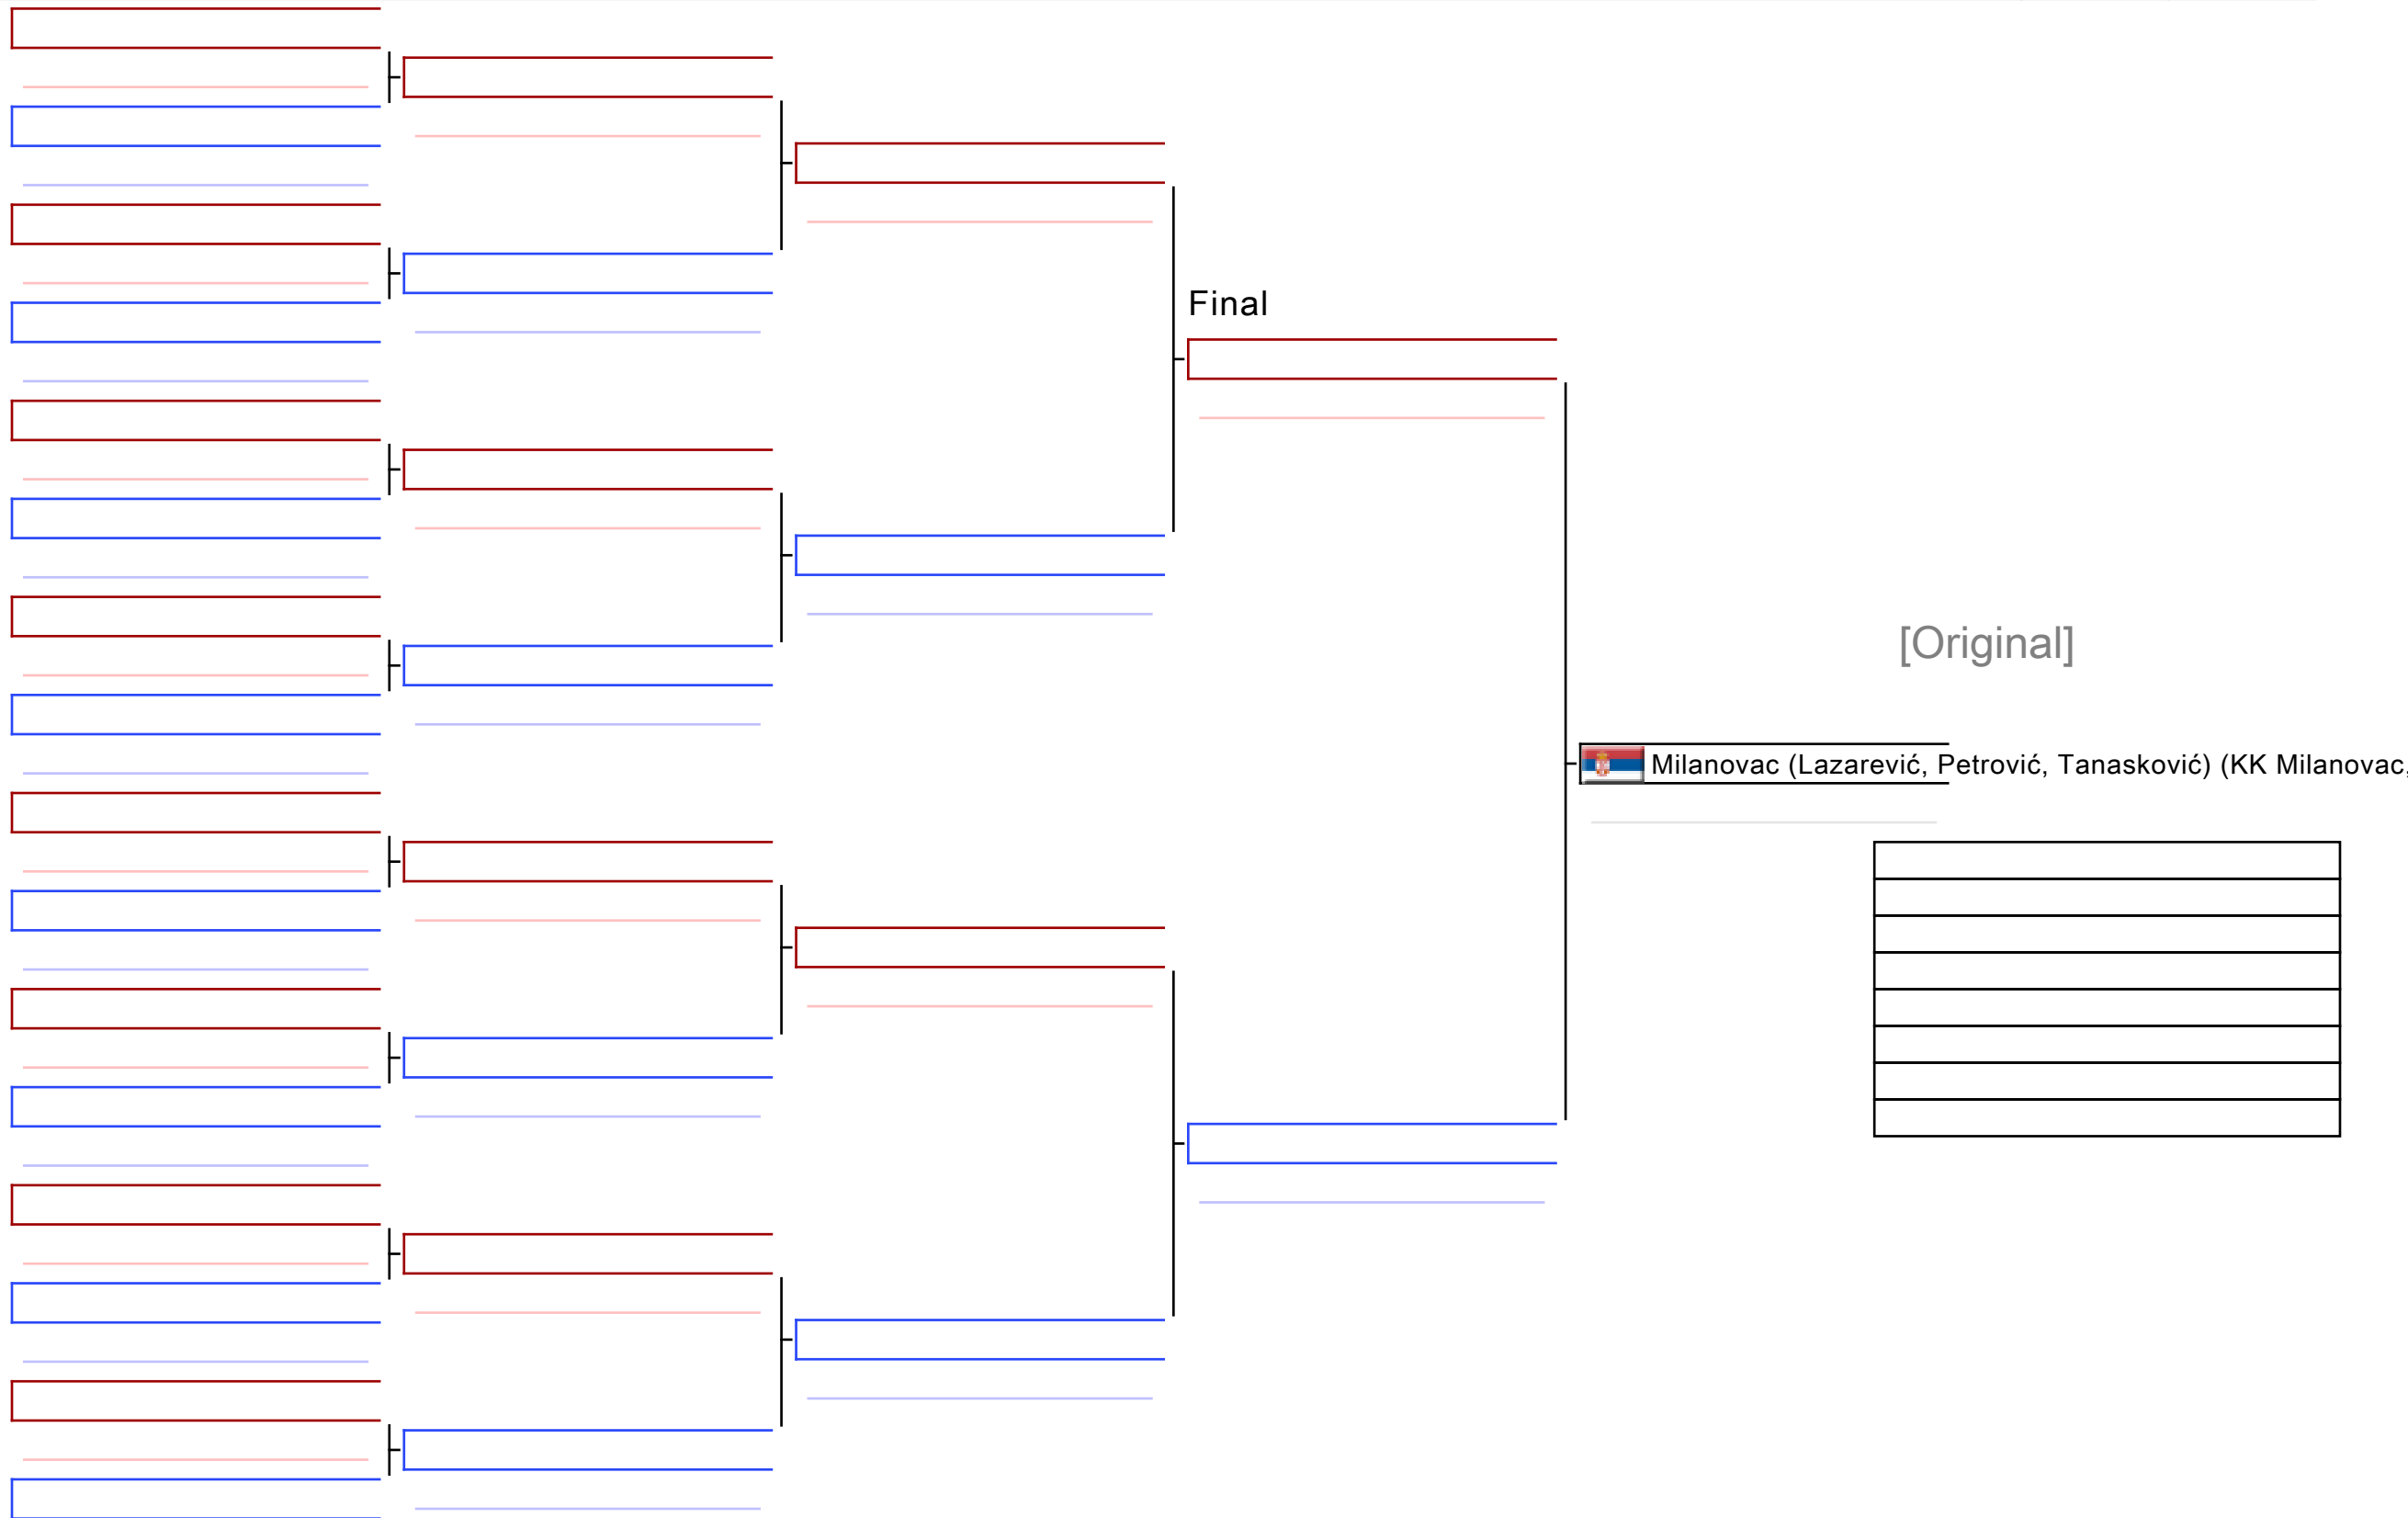 Final
[Original]
Milanovac (Lazarević, Petrović, Tanasković) (KK Milanovac,